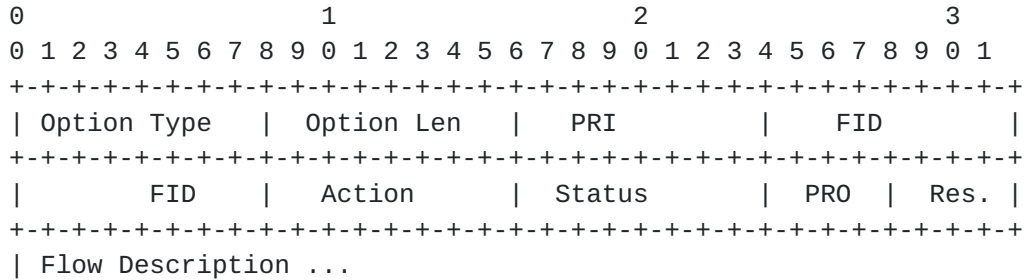 0                   1                   2                   3
0 1 2 3 4 5 6 7 8 9 0 1 2 3 4 5 6 7 8 9 0 1 2 3 4 5 6 7 8 9 0 1
+-+-+-+-+-+-+-+-+-+-+-+-+-+-+-+-+-+-+-+-+-+-+-+-+-+-+-+-+-+-+-+-+
| Option Type   |  Option Len   |   PRI         |    FID        |
+-+-+-+-+-+-+-+-+-+-+-+-+-+-+-+-+-+-+-+-+-+-+-+-+-+-+-+-+-+-+-+-+
|        FID    |   Action      |  Status       |  PRO  |  Res. |
+-+-+-+-+-+-+-+-+-+-+-+-+-+-+-+-+-+-+-+-+-+-+-+-+-+-+-+-+-+-+-+-+
| Flow Description ...